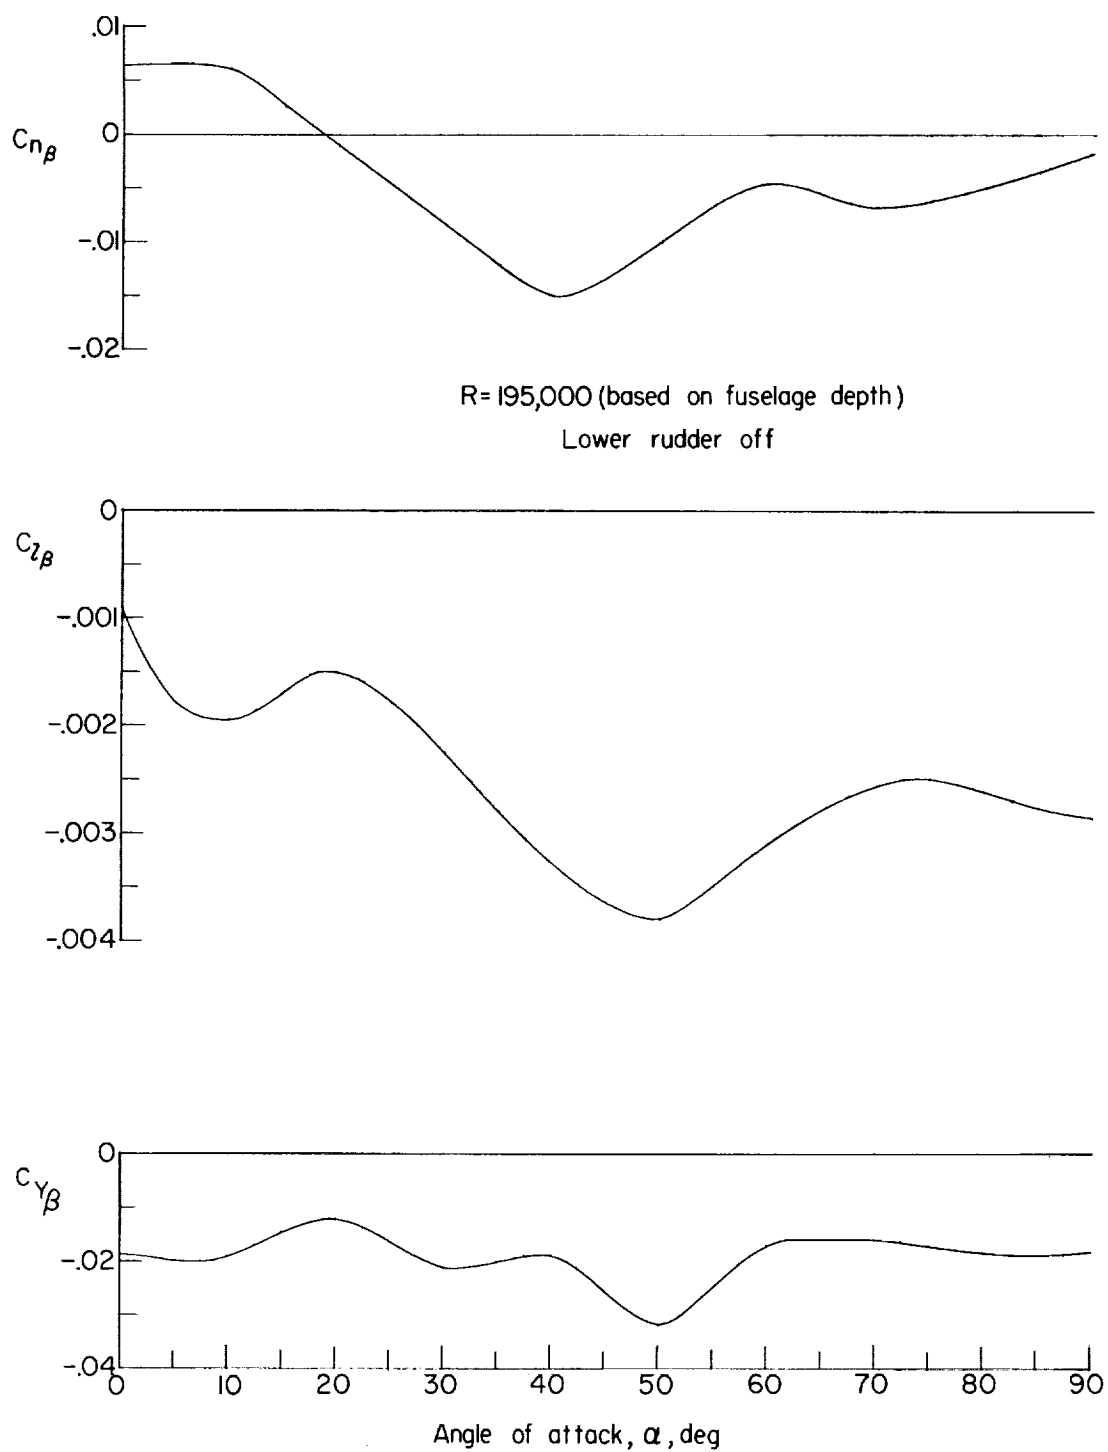 .01
0
Cnβ
-.01
-.02
R= 195,000 (based on fuselage depth)
Lower rudder off
0
Clβ
-.001
-.002
-.003
-.004
0
CYβ
-.02
-.04
0 10 20 30 40 50 60 70 80 90
Angle of attack, α, deg